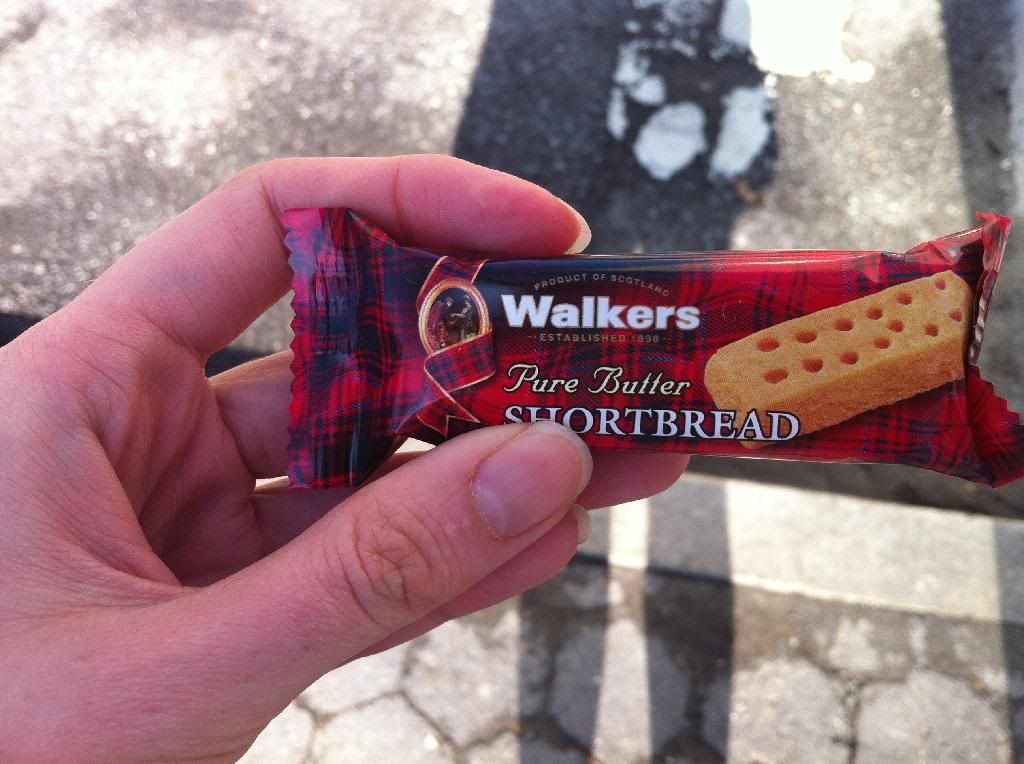 PRODUCT OF SCOTLAND
Walkers
ESTABLISHED 1898
Pure Butter
SHORTBREAD